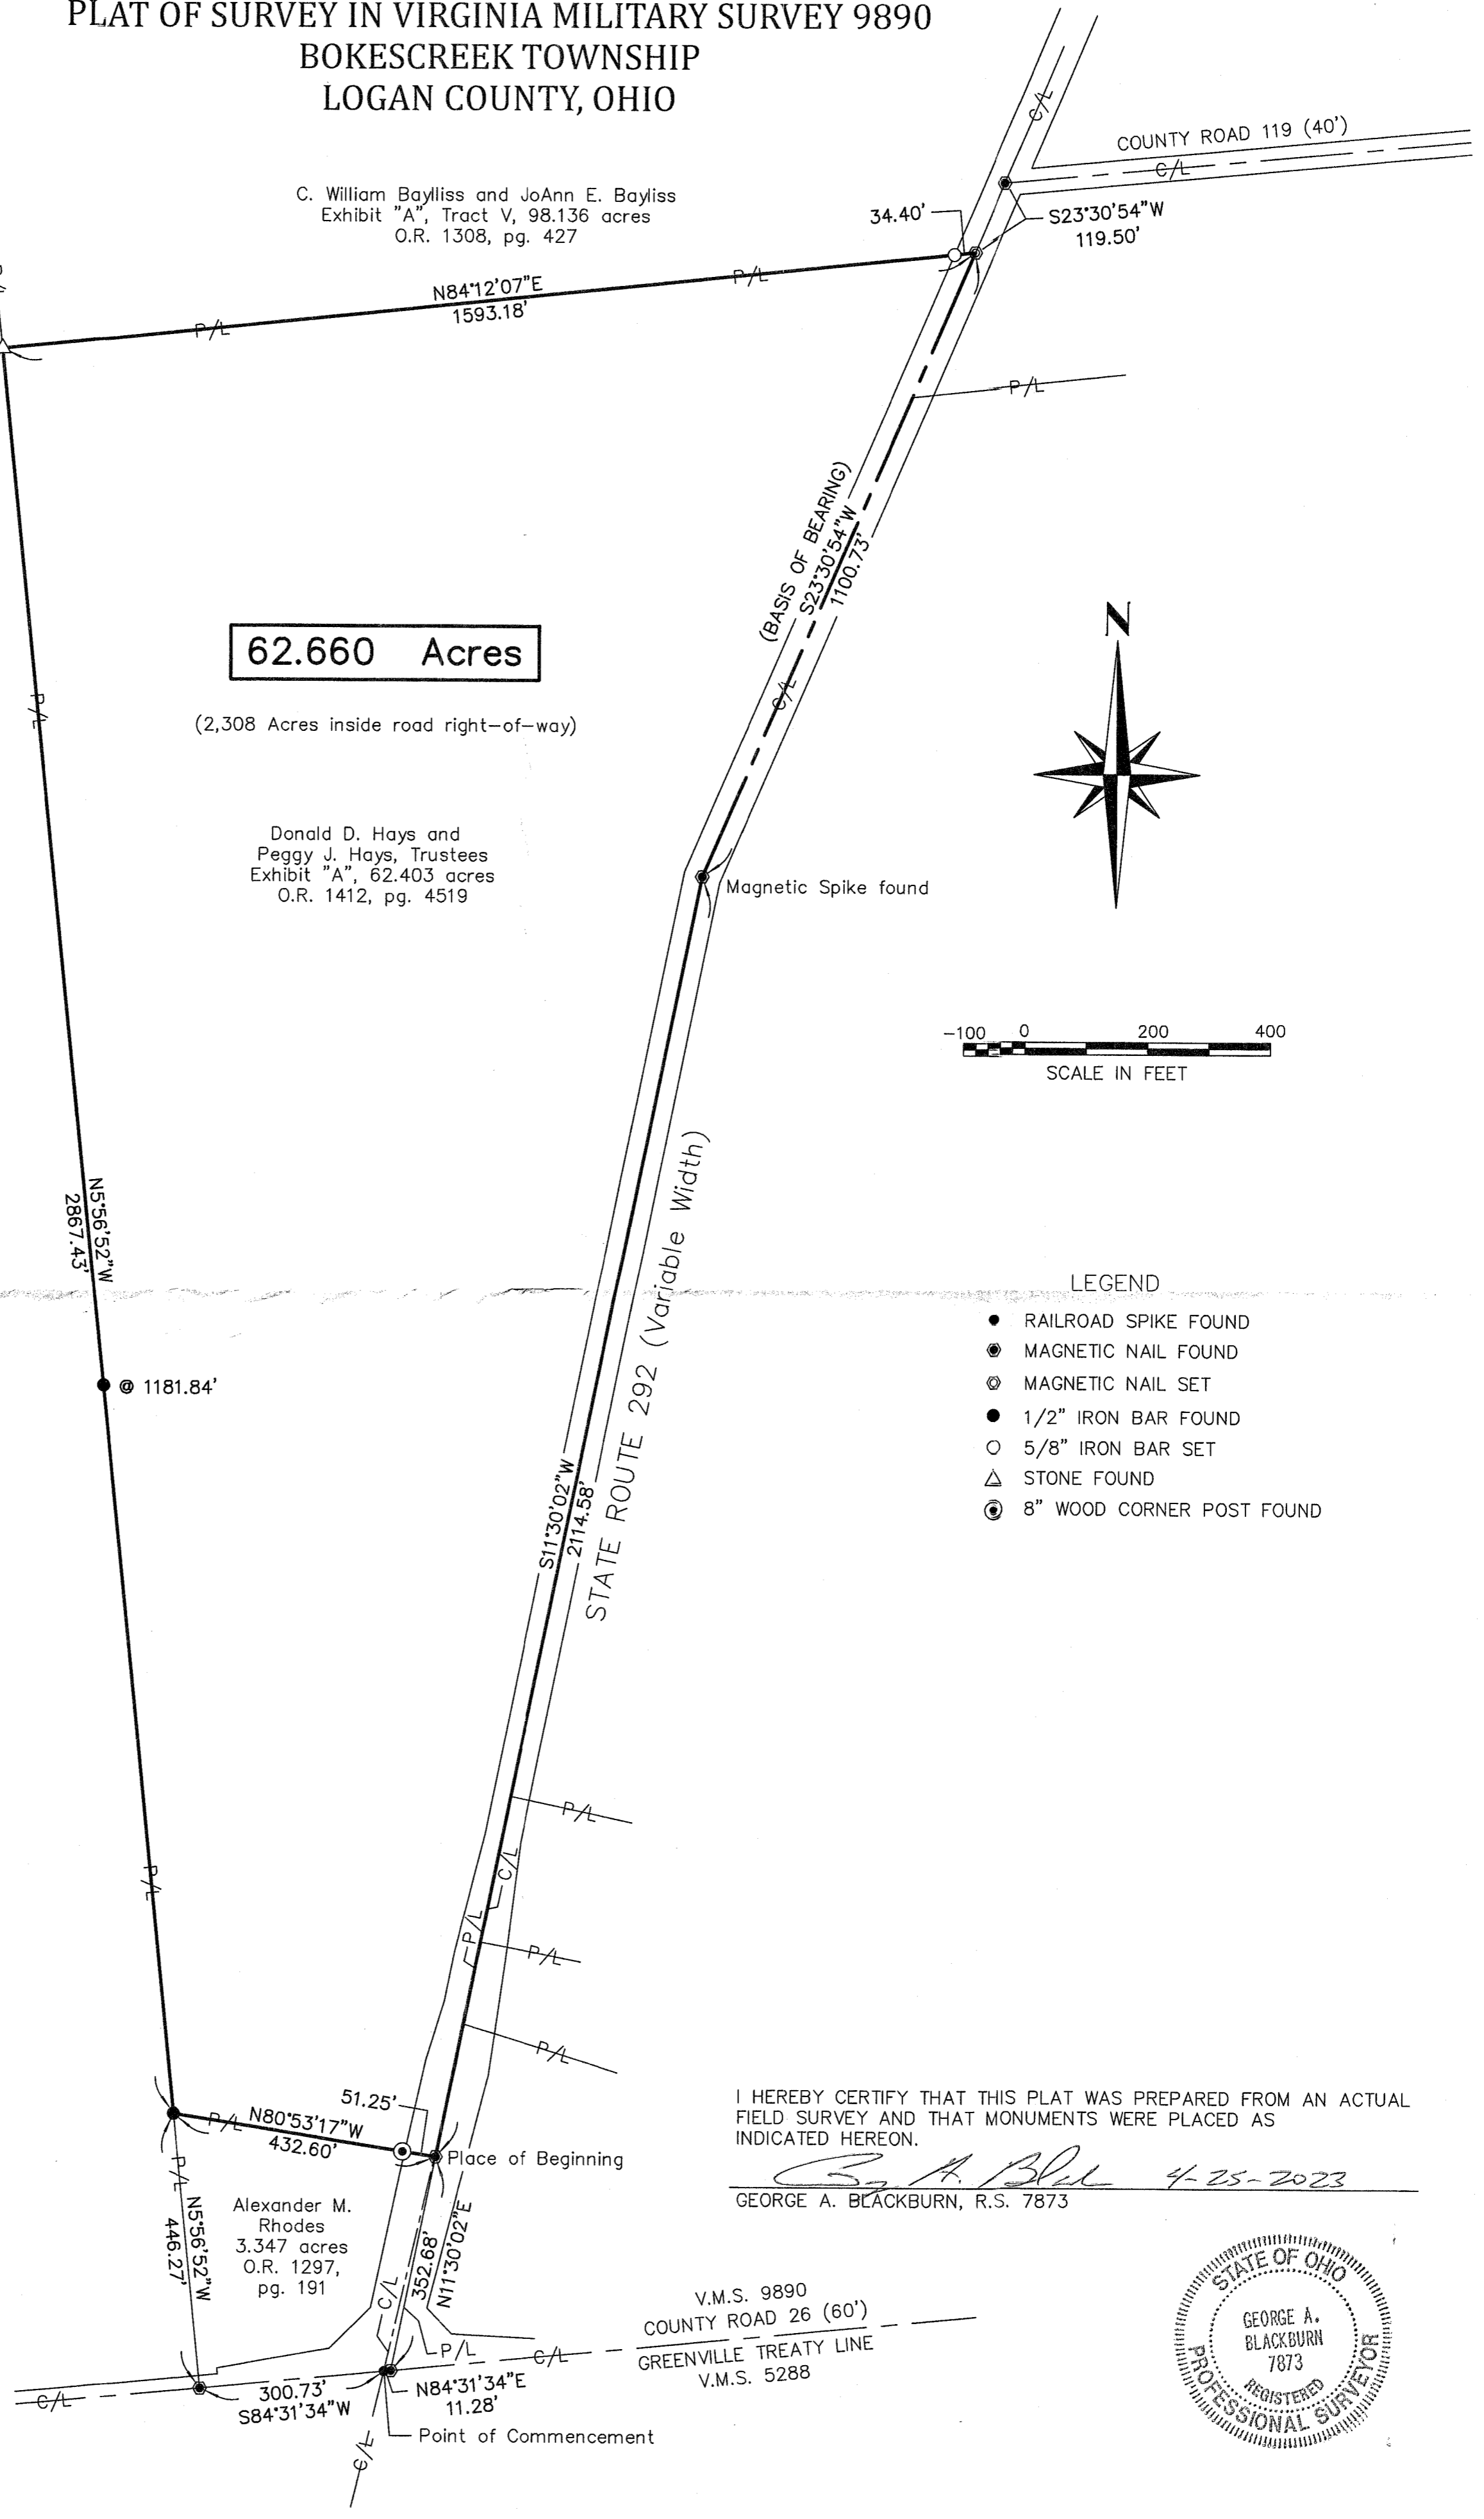 PLAT OF SURVEY IN VIRGINIA MILITARY SURVEY 9890
BOKESCREEK TOWNSHIP
LOGAN COUNTY, OHIO
C/L
COUNTY ROAD 119 (40')
C/L
C. William Baylliss and JoAnn E. Bayliss
Exhibit "A", Tract V, 98.136 acres
O.R. 1308, pg. 427
34.40'
S23°30'54"W
119.50'
P/L
N84°12'07"E
1593.18'
P/L
P/L
(BASIS OF BEARING)
S23°30'54"W
1100.73'
C/L
N
62.660 Acres
P/L
(2,308 Acres inside road right-of-way)
Donald D. Hays and
Peggy J. Hays, Trustees
Exhibit "A", 62.403 acres
O.R. 1412, pg. 4519
Magnetic Spike found
-100 0 200 400
SCALE IN FEET
N5°56'52"W
2867.43'
STATE ROUTE 292 (Variable Width)
LEGEND
RAILROAD SPIKE FOUND
MAGNETIC NAIL FOUND
MAGNETIC NAIL SET
1/2" IRON BAR FOUND
5/8" IRON BAR SET
STONE FOUND
8" WOOD CORNER POST FOUND
@ 1181.84'
S11°30'02"W
2114.58'
P/L
C/L
P/L
P/L
P/L
P/L
51.25'
P/L
N80°53'17"W
432.60'
Place of Beginning
I HEREBY CERTIFY THAT THIS PLAT WAS PREPARED FROM AN ACTUAL
FIELD SURVEY AND THAT MONUMENTS WERE PLACED AS
INDICATED HEREON.
4-25-2023
GEORGE A. BLACKBURN, R.S. 7873
P/L
N5°56'52"W
446.27'
Alexander M.
Rhodes
3.347 acres
O.R. 1297,
pg. 191
C/L
352.68'
N11°30'02"E
P/L
C/L
V.M.S. 9890
COUNTY ROAD 26 (60')
GREENVILLE TREATY LINE
V.M.S. 5288
C/L
300.73'
S84°31'34"W
N84°31'34"E
11.28'
Point of Commencement
C/L
STATE OF OHIO
GEORGE A.
BLACKBURN
7873
REGISTERED
PROFESSIONAL SURVEYOR